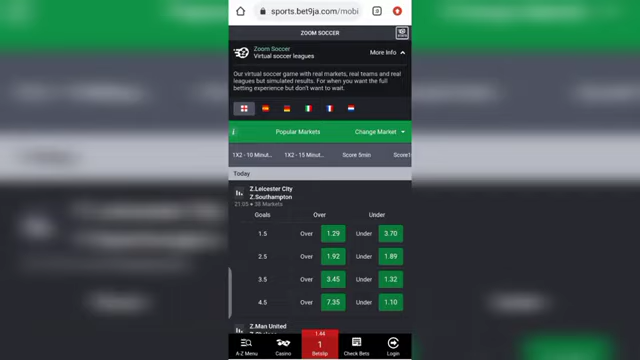 sports.bet9ja.com/mobi
ZOOM SOCCER
Zoom Soccer
Virtual soccer leagues
More Info
Our virtual soccer game with real markets, real teams and real
leagues but simulated results. For when you want the full
betting experience but don't want to wait.
i Popular Markets Change Market
1X2 - 10 Minut... 1X2 - 15 Minut... Score 5min Score1
Today
Z.Leicester City
Z.Southampton
21:05 • 38 Markets
Goals Over Under
1.5 Over 1.29 Under 3.70
2.5 Over 1.92 Under 1.89
3.5 Over 3.45 Under 1.32
4.5 Over 7.35 Under 1.10
Z.Man United
1.44
1
A-Z Menu Casino Betslip Check Bets Login